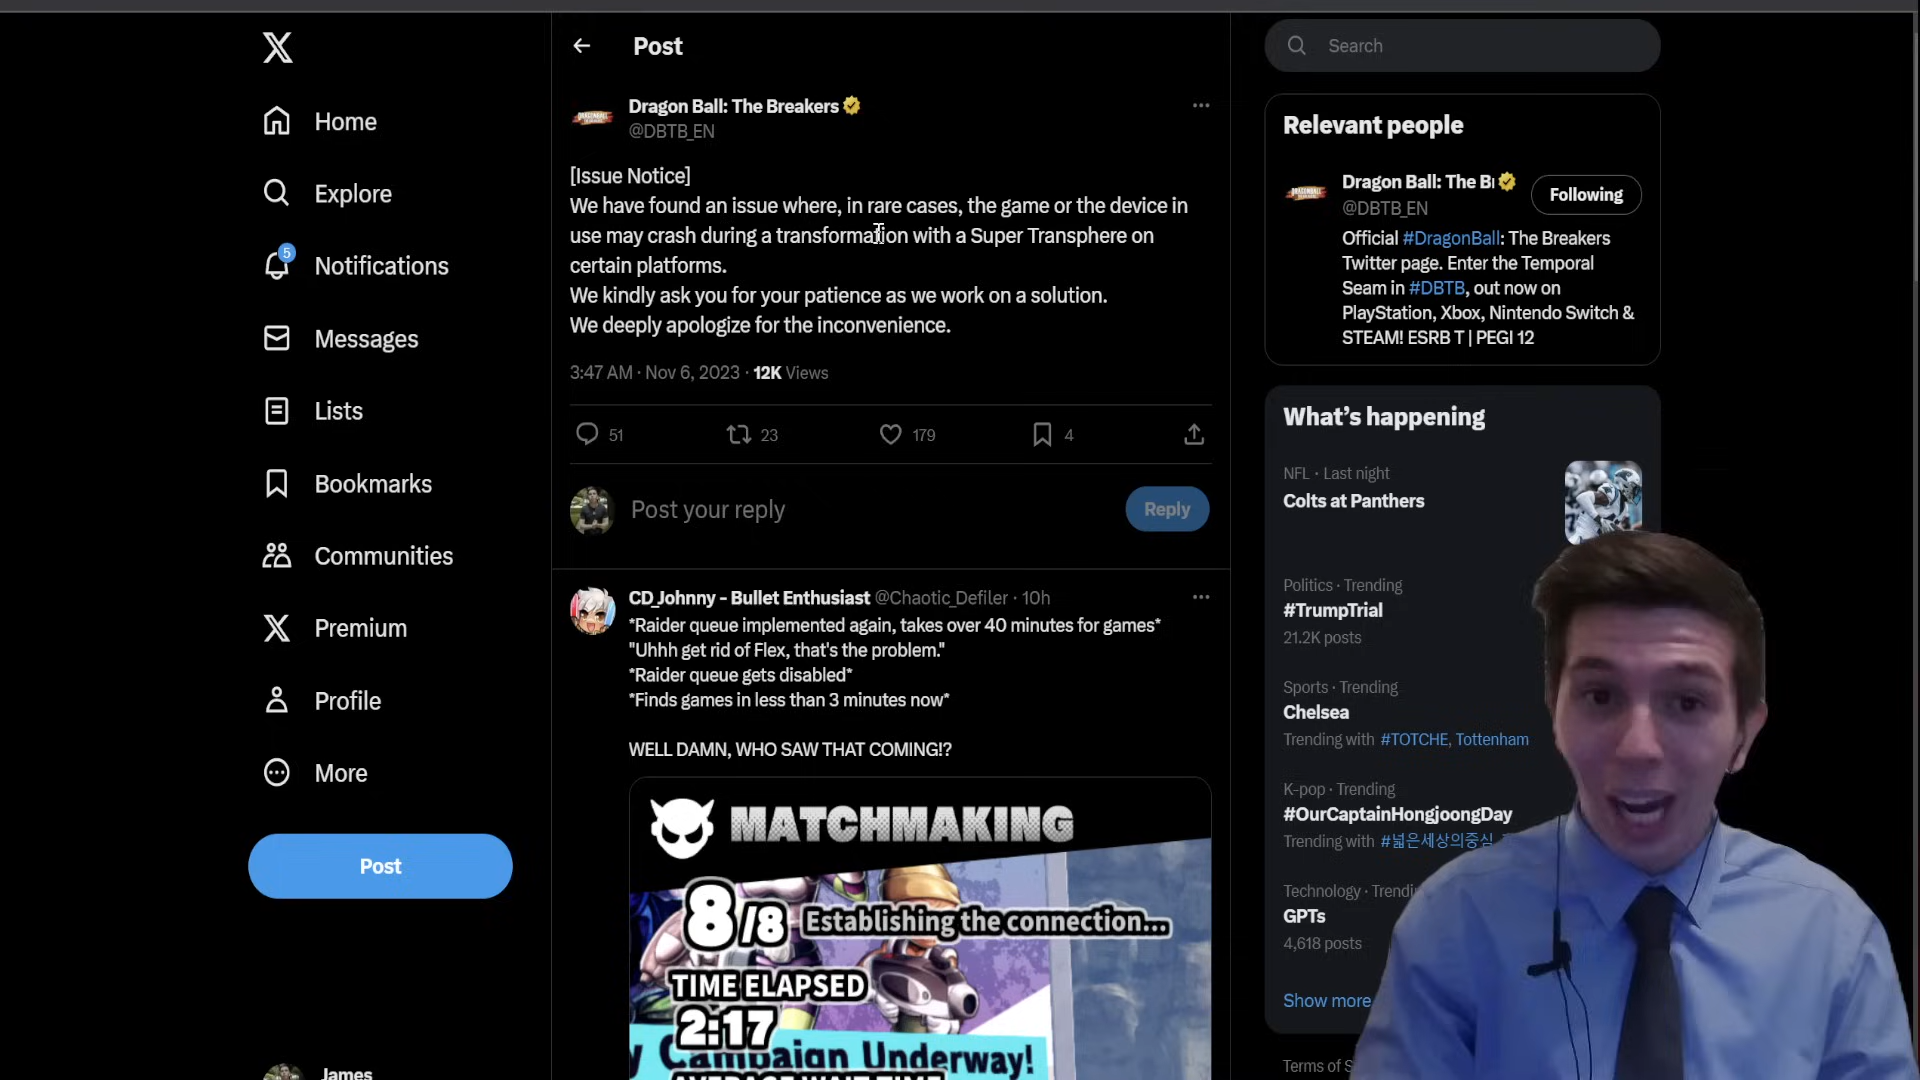 Home
Explore
5
Notifications
Messages
Lists
Bookmarks
Communities
Premium
Profile
More
Post
James
Post
Dragon Ball: The Breakers
@DBTB_EN
[Issue Notice]
We have found an issue where, in rare cases, the game or the device in
use may crash during a transformation with a Super Transphere on
certain platforms.
We kindly ask you for your patience as we work on a solution.
We deeply apologize for the inconvenience.
3:47 AM · Nov 6, 2023 · 12K Views
51 23 179 4
Post your reply
Reply
CD_Johnny - Bullet Enthusiast @Chaotic_Defiler · 10h
*Raider queue implemented again, takes over 40 minutes for games*
"Uhhh get rid of Flex, that's the problem."
*Raider queue gets disabled*
*Finds games in less than 3 minutes now*
WELL DAMN, WHO SAW THAT COMING!?
MATCHMAKING
8/8 Establishing the connection...
TIME ELAPSED
2:17
y Campaign Underway!
AVERAGE WAIT TIME
Search
Relevant people
Dragon Ball: The B
@DBTB_EN
Following
Official #DragonBall: The Breakers
Twitter page. Enter the Temporal
Seam in #DBTB, out now on
PlayStation, Xbox, Nintendo Switch &
STEAM! ESRB T | PEGI 12
What's happening
NFL · Last night
Colts at Panthers
Politics · Trending
#TrumpTrial
21.2K posts
Sports · Trending
Chelsea
Trending with #TOTCHE, Tottenham
K-pop · Trending
#OurCaptainHongjoongDay
Trending with #넓은세상의중심
Technology · Trendi
GPTs
4,618 posts
Show more
Terms of S